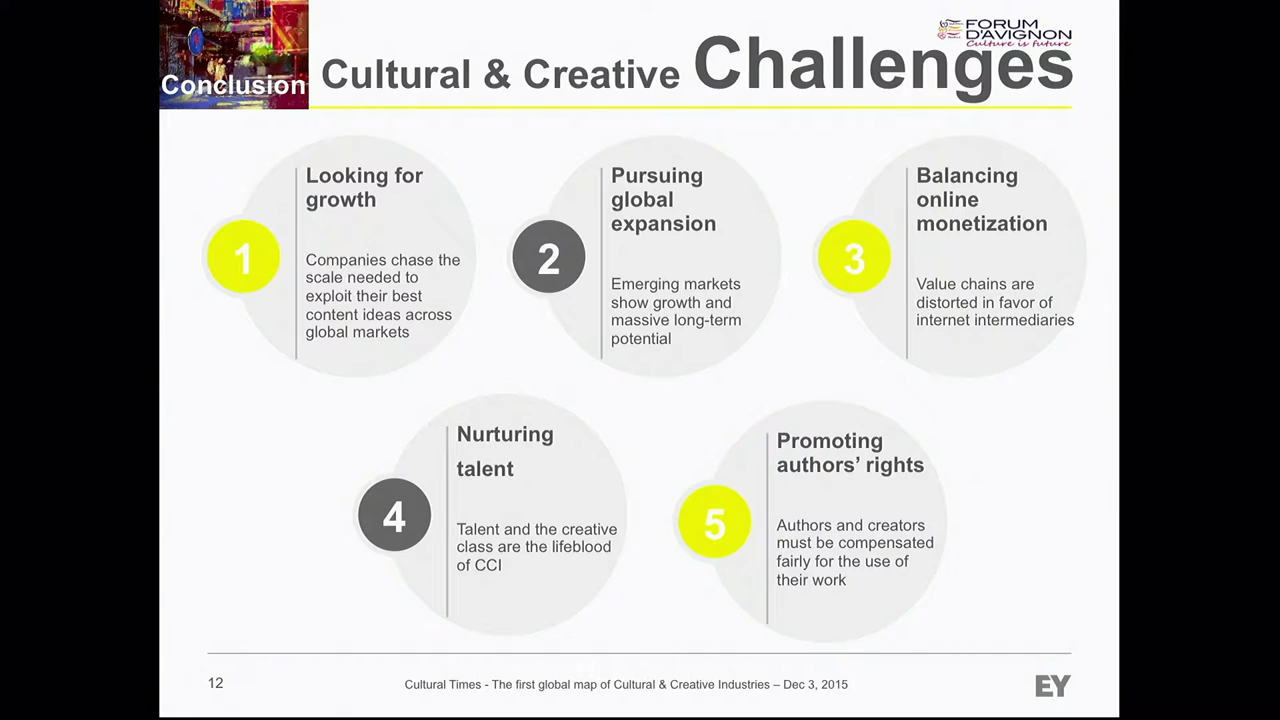 Conclusion
Cultural & Creative Challenges
FORUM
D'AVIGNON
Culture is future
1
Looking for
growth
Companies chase the
scale needed to
exploit their best
content ideas across
global markets
2
Pursuing
global
expansion
Emerging markets
show growth and
massive long-term
potential
3
Balancing
online
monetization
Value chains are
distorted in favor of
internet intermediaries
4
Nurturing
talent
Talent and the creative
class are the lifeblood
of CCI
5
Promoting
authors’ rights
Authors and creators
must be compensated
fairly for the use of
their work
12
Cultural Times - The first global map of Cultural & Creative Industries – Dec 3, 2015
EY